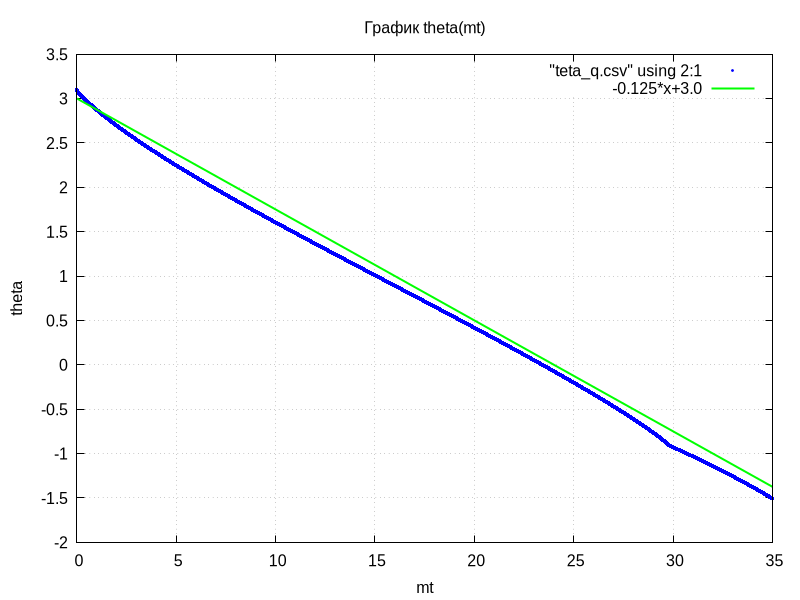 График theta(mt)
"teta_q.csv" using 2:1
-0.125*x+3.0
3.5
3
2.5
2
1.5
1
0.5
0
-0.5
-1
-1.5
-2
theta
0 5 10 15 20 25 30 35
mt